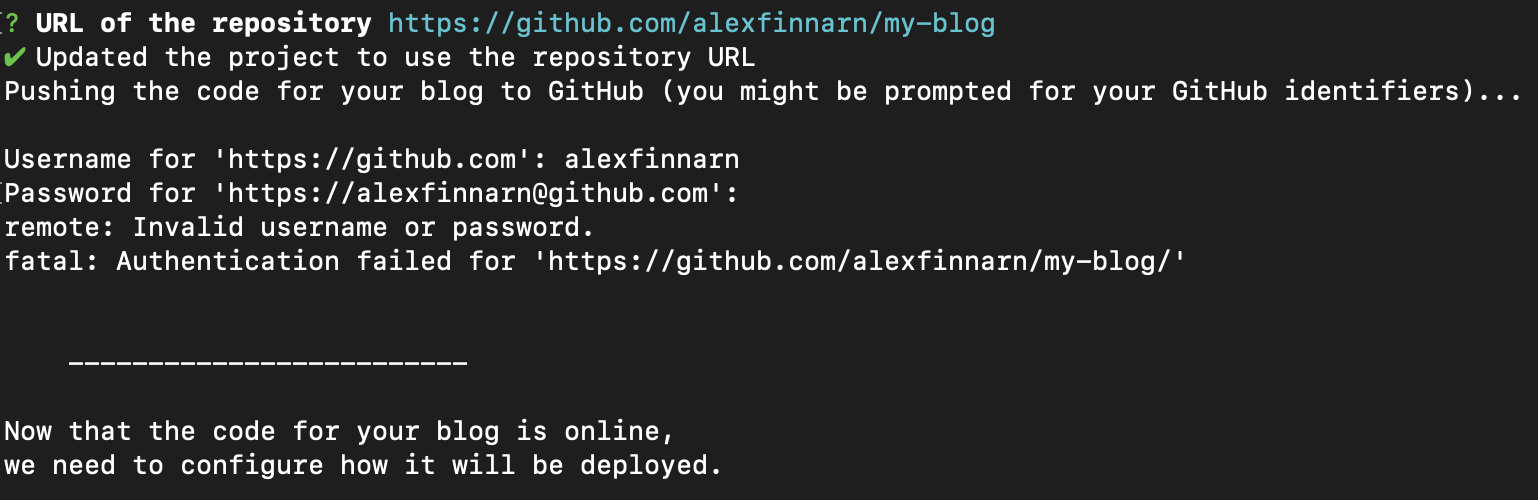 ? URL of the repository https://github.com/alexfinnarn/my-blog
✔ Updated the project to use the repository URL
Pushing the code for your blog to GitHub (you might be prompted for your GitHub identifiers)...
Username for 'https://github.com': alexfinnarn
Password for 'https://alexfinnarn@github.com':
remote: Invalid username or password.
fatal: Authentication failed for 'https://github.com/alexfinnarn/my-blog/'
-------------------------
Now that the code for your blog is online,
we need to configure how it will be deployed.